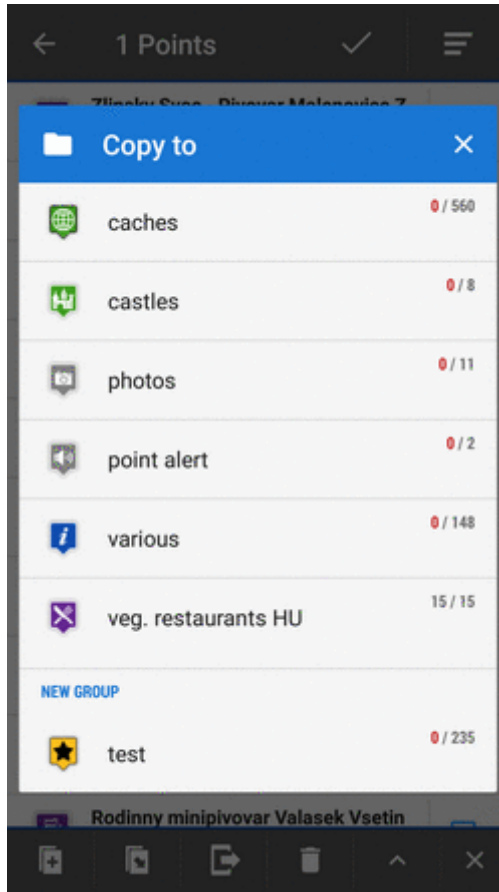 1 Points
Copy to
caches
0 / 560
castles
0 / 8
photos
0 / 11
point alert
0 / 2
various
0 / 148
veg. restaurants HU
15 / 15
NEW GROUP
test
0 / 235
Rodinny minipivovar Valasek Vsetin